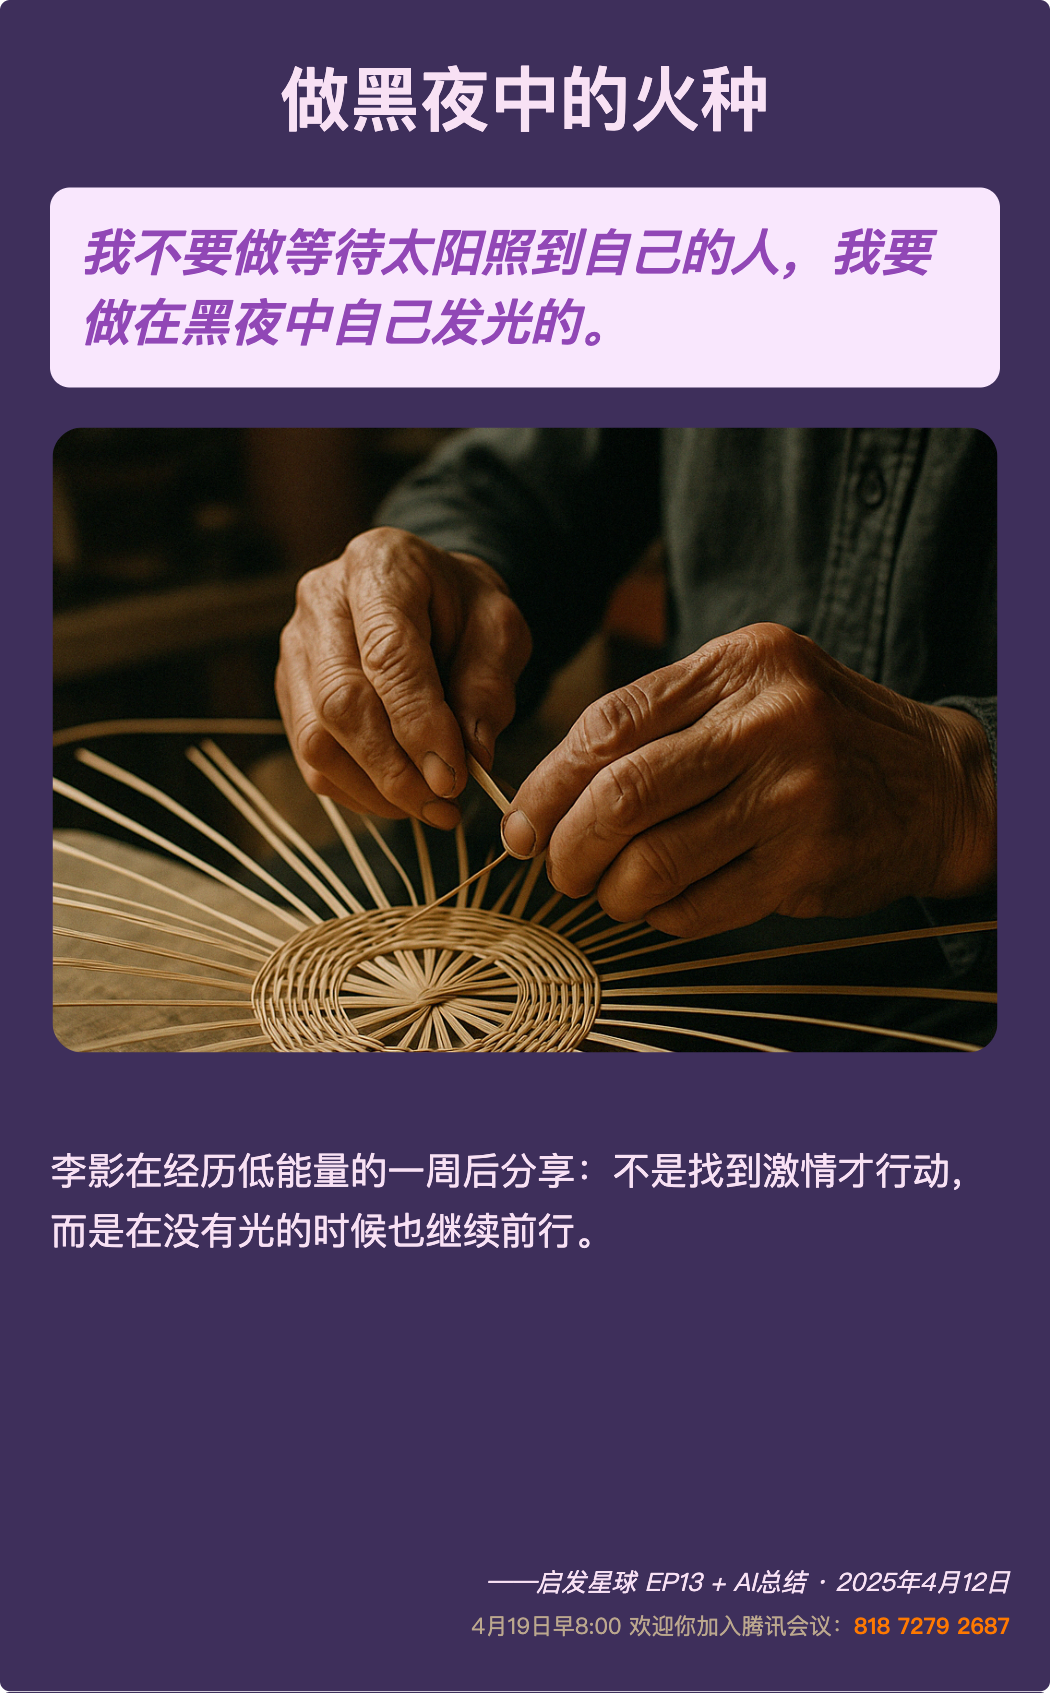 做黑夜中的火种
我不要做等待太阳照到自己的人，我要
做在黑夜中自己发光的。
李影在经历低能量的一周后分享：不是找到激情才行动，
而是在没有光的时候也继续前行。
——启发星球 EP13 + AI总结 · 2025年4月12日
4月19日早8:00 欢迎你加入腾讯会议：818 7279 2687